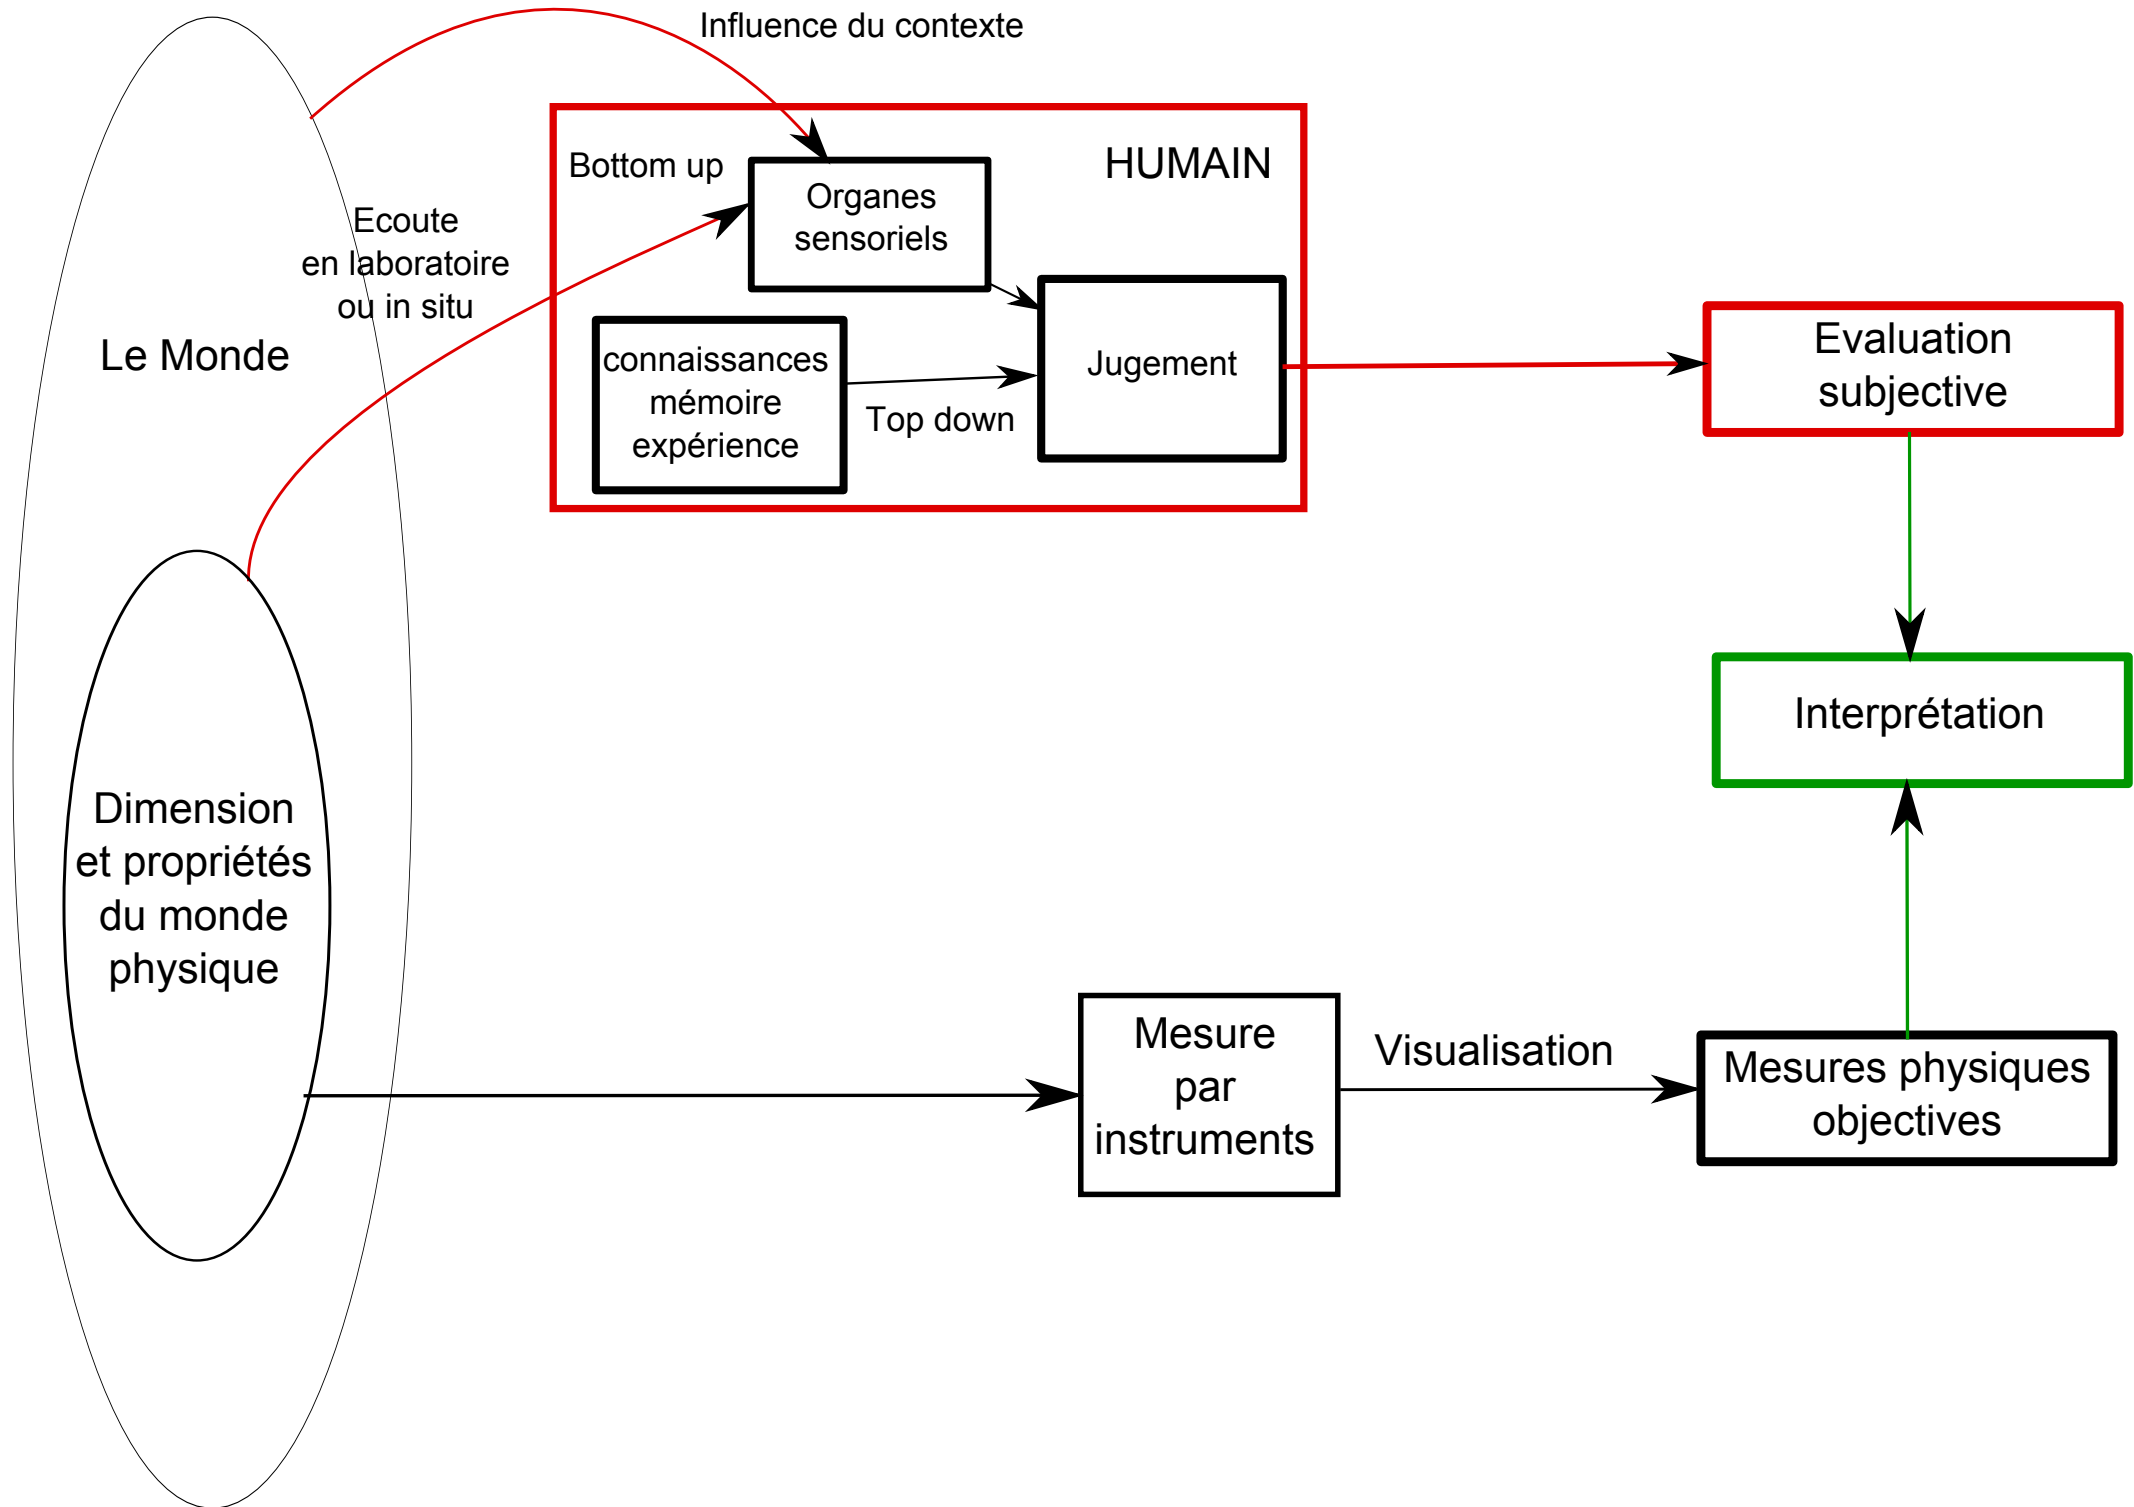 Influence du contexte
Bottom up
HUMAIN
Organes
sensoriels
Ecoute
en laboratoire
ou in situ
Le Monde
connaissances
mémoire
expérience
Top down
Jugement
Evaluation
subjective
Interprétation
Dimension
et propriétés
du monde
physique
Mesure
par
instruments
Visualisation
Mesures physiques
objectives